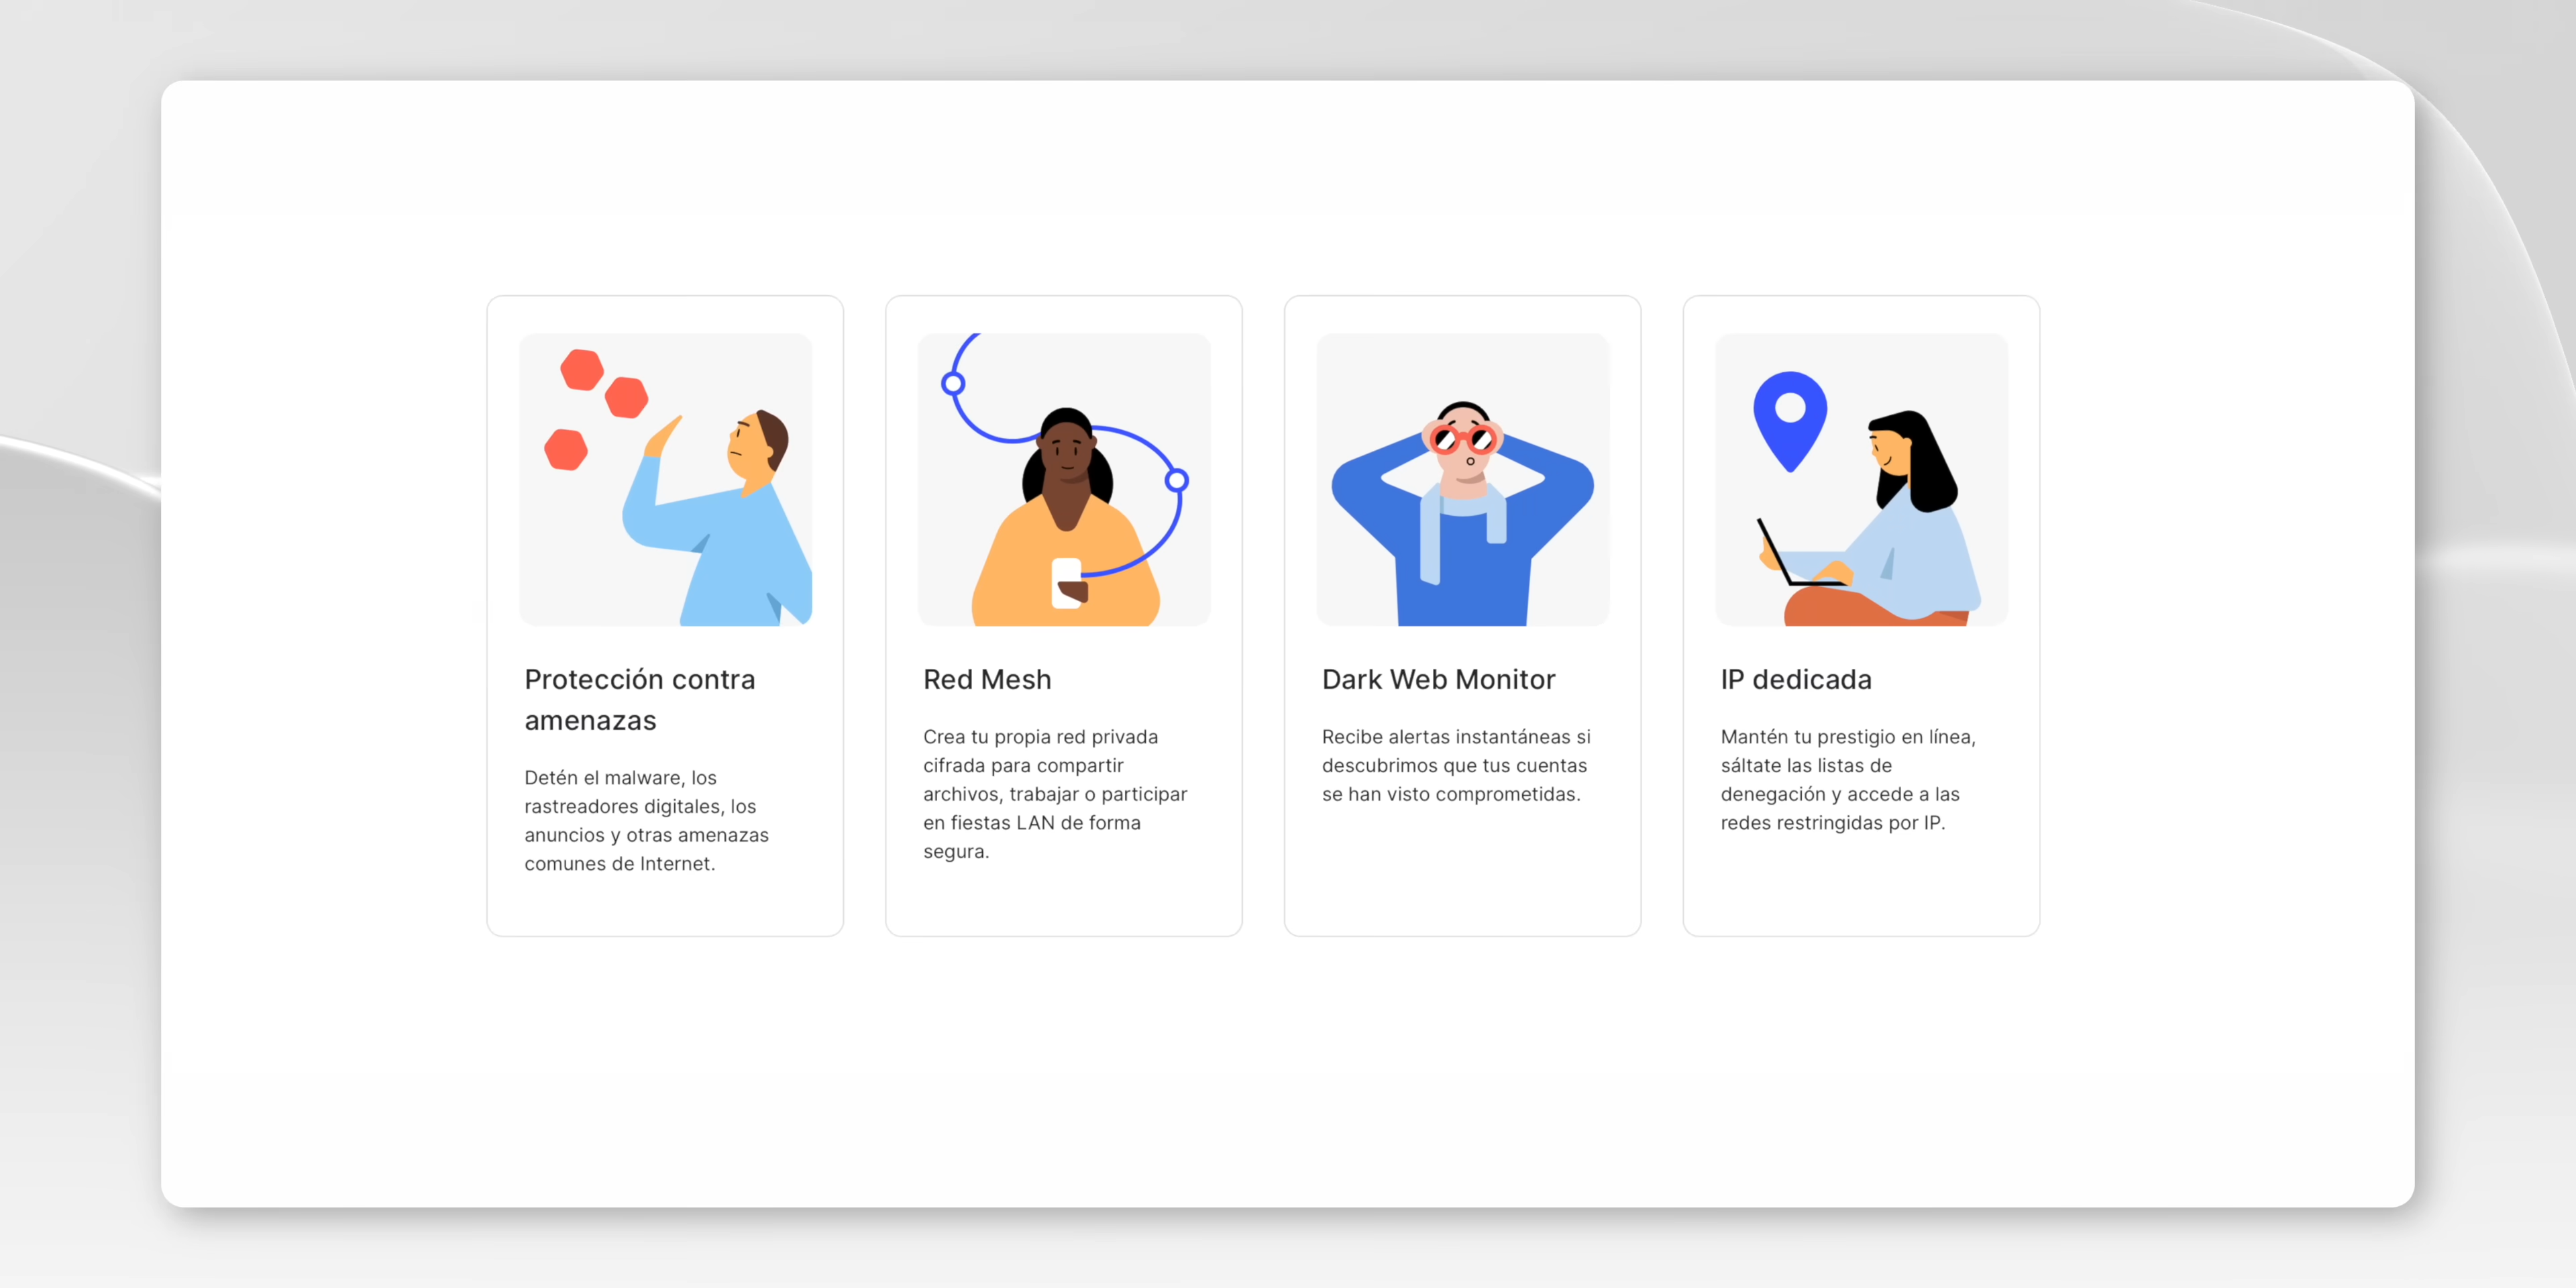 Protección contra
amenazas
Detén el malware, los
rastreadores digitales, los
anuncios y otras amenazas
comunes de Internet.
Red Mesh
Crea tu propia red privada
cifrada para compartir
archivos, trabajar o participar
en fiestas LAN de forma
segura.
Dark Web Monitor
Recibe alertas instantáneas si
descubrimos que tus cuentas
se han visto comprometidas.
IP dedicada
Mantén tu prestigio en línea,
sáltate las listas de
denegación y accede a las
redes restringidas por IP.